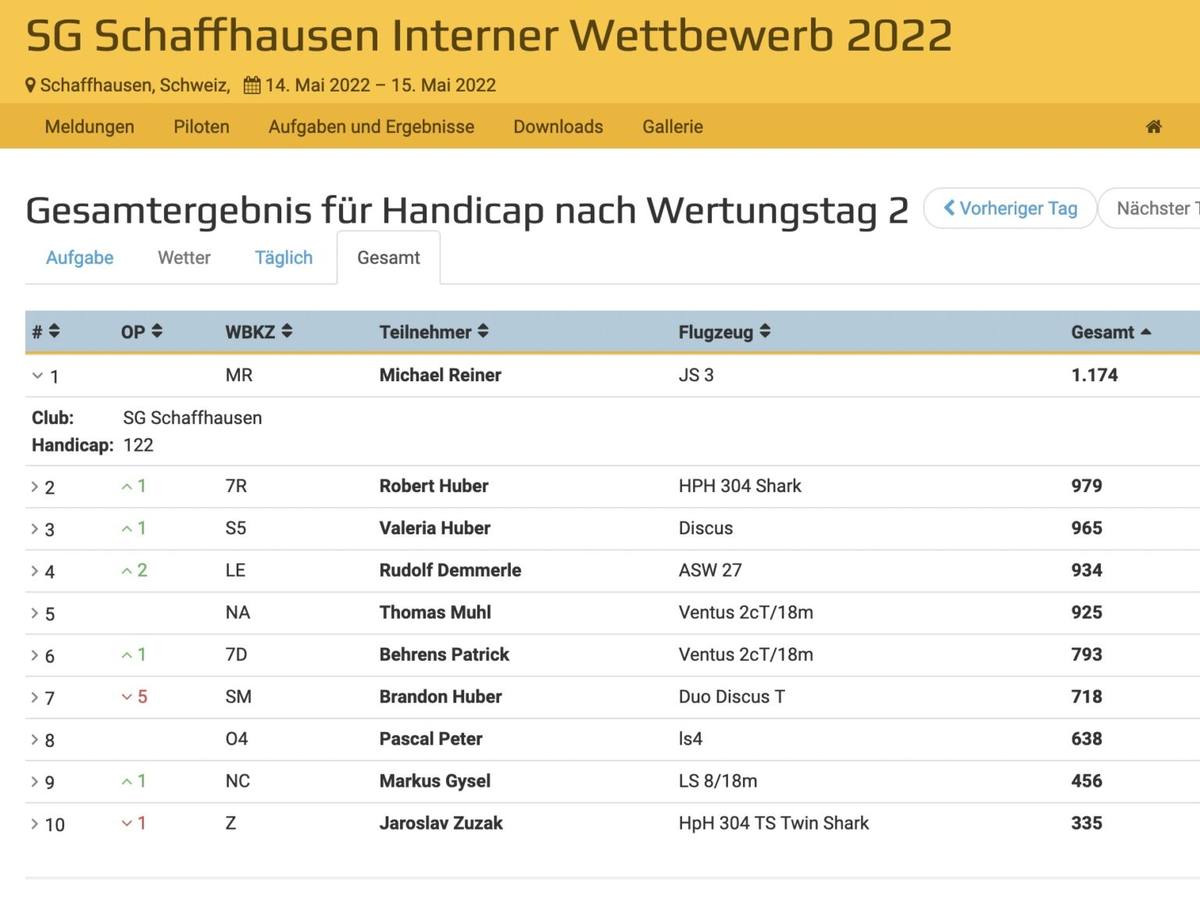 SG Schaffhausen Interner Wettbewerb 2022
Schaffhausen, Schweiz, 14. Mai 2022 – 15. Mai 2022
Meldungen Piloten Aufgaben und Ergebnisse Downloads Gallerie
Gesamtergebnis für Handicap nach Wertungstag 2 Vorheriger Tag Nächster T
Aufgabe Wetter Täglich Gesamt
# OP WBKZ Teilnehmer Flugzeug Gesamt
1 MR Michael Reiner JS 3 1.174
Club: SG Schaffhausen
Handicap: 122
2 1 7R Robert Huber HPH 304 Shark 979
3 1 S5 Valeria Huber Discus 965
4 2 LE Rudolf Demmerle ASW 27 934
5 NA Thomas Muhl Ventus 2cT/18m 925
6 1 7D Behrens Patrick Ventus 2cT/18m 793
7 5 SM Brandon Huber Duo Discus T 718
8 O4 Pascal Peter ls4 638
9 1 NC Markus Gysel LS 8/18m 456
10 1 Z Jaroslav Zuzak HpH 304 TS Twin Shark 335